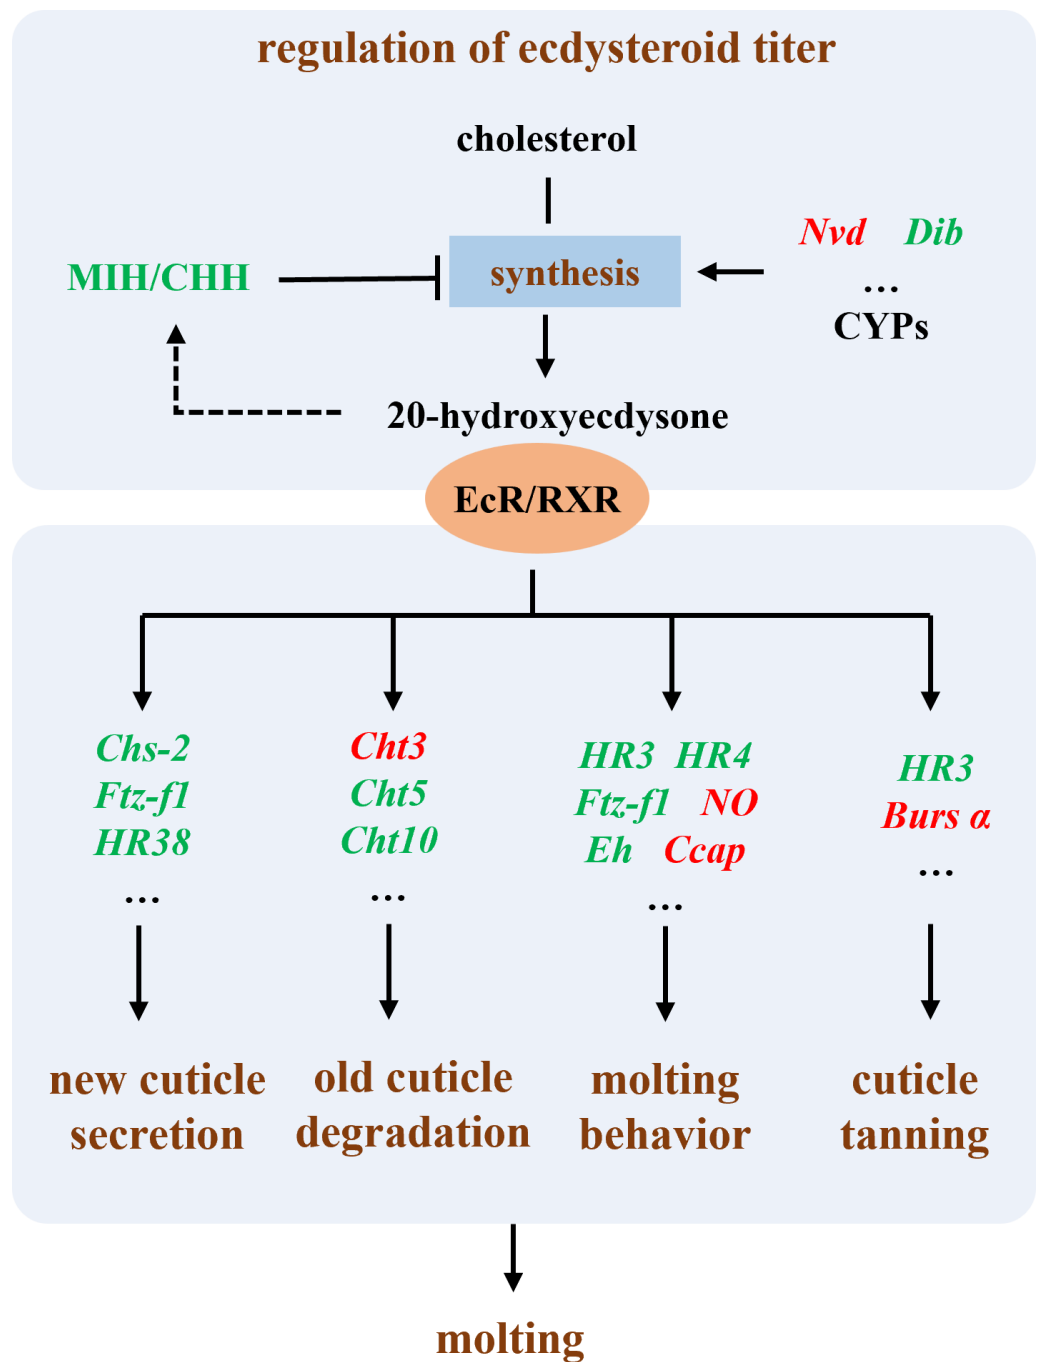 regulation of ecdysteroid titer
cholesterol
Nvd Dib
MIH/CHH
synthesis
...
CYPs
20-hydroxyecdysone
EcR/RXR
Chs-2
Ftz-f1
HR38
...
Cht3
Cht5
Cht10
...
HR3 HR4
Ftz-f1 NO
Eh Ccap
...
HR3
Burs α
...
new cuticle
secretion
old cuticle
degradation
molting
behavior
cuticle
tanning
molting